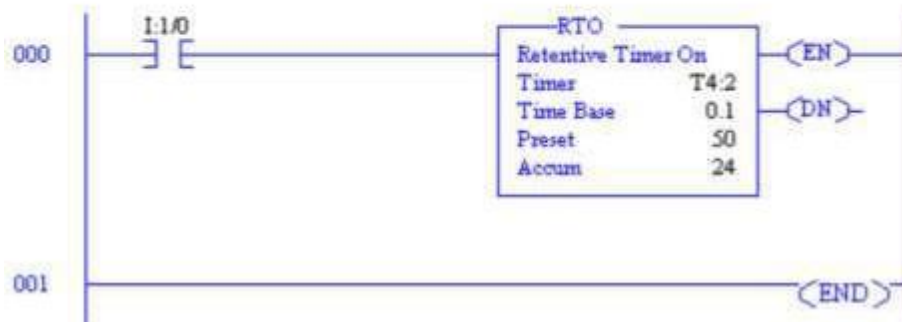 I:1/0
RTO
000
Retentive Timer On
EN
Timer T4:2
Time Base 0.1
DN
Preset 50
Accum 24
001
END